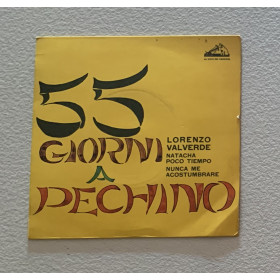 55
GIORNI
A
PECHINO
LORENZO
VALVERDE
NATACHA
POCO TIEMPO
NUNCA ME
ACOSTUMBRARE